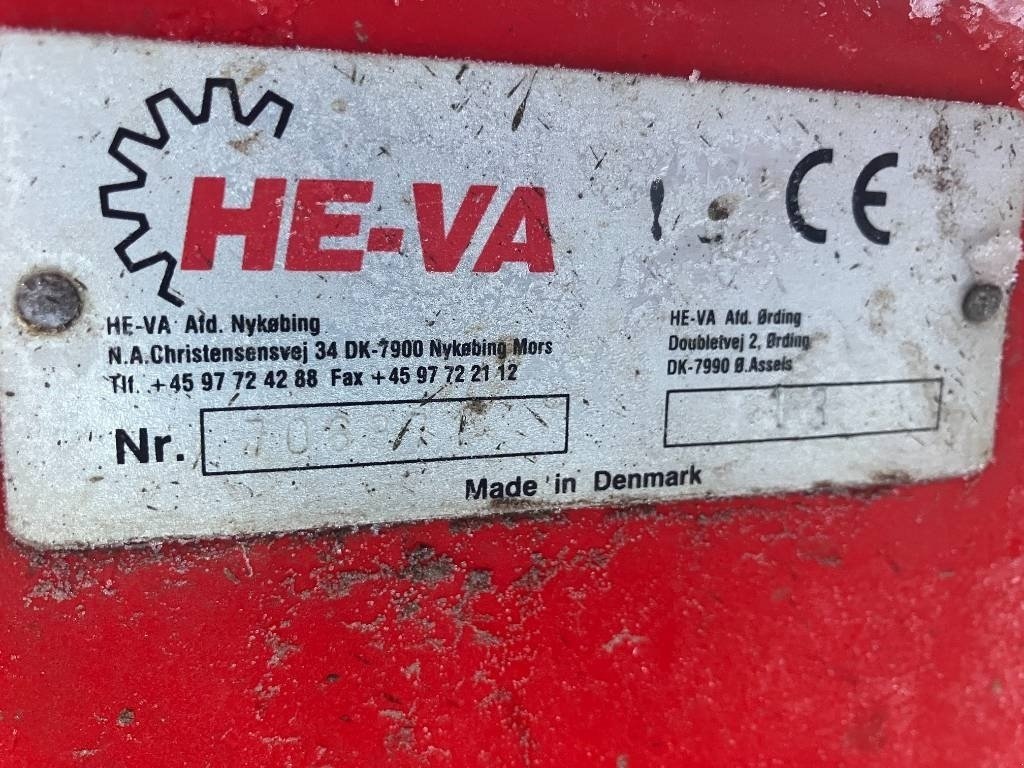 HE-VA
CE
HE-VA Afd. Nykøbing
N.A.Christensensvej 34 DK-7900 Nykøbing Mors
Tlf. +45 97 72 42 88 Fax +45 97 72 21 12
HE-VA Afd. Ørding
Doubletvej 2, Ørding
DK-7990 Ø.Assels
Nr.
Made in Denmark